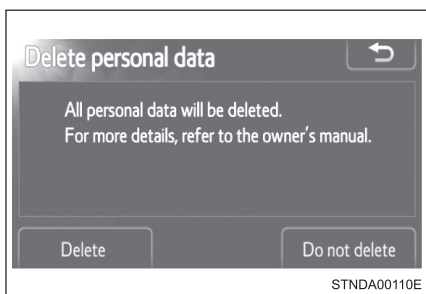 Delete personal data
All personal data will be deleted.
For more details, refer to the owner's manual.
Delete
Do not delete
STNDA00110E